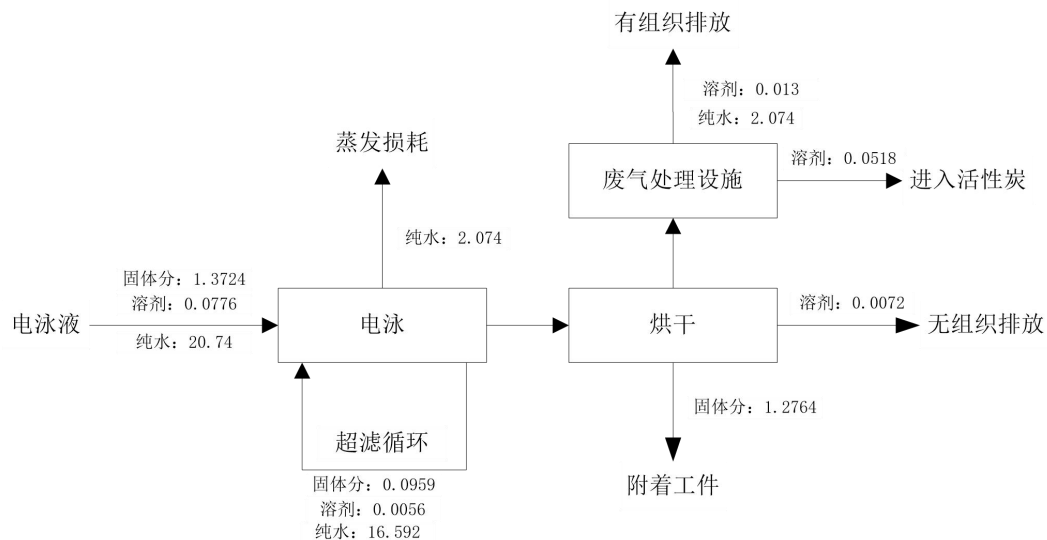 有组织排放
溶剂：0.013
纯水：2.074
蒸发损耗
废气处理设施
溶剂：0.0518
进入活性炭
纯水：2.074
固体分：1.3724
溶剂：0.0776
纯水：20.74
电泳液
电泳
烘干
溶剂：0.0072
无组织排放
固体分：1.2764
超滤循环
固体分：0.0959
溶剂：0.0056
纯水：16.592
附着工件